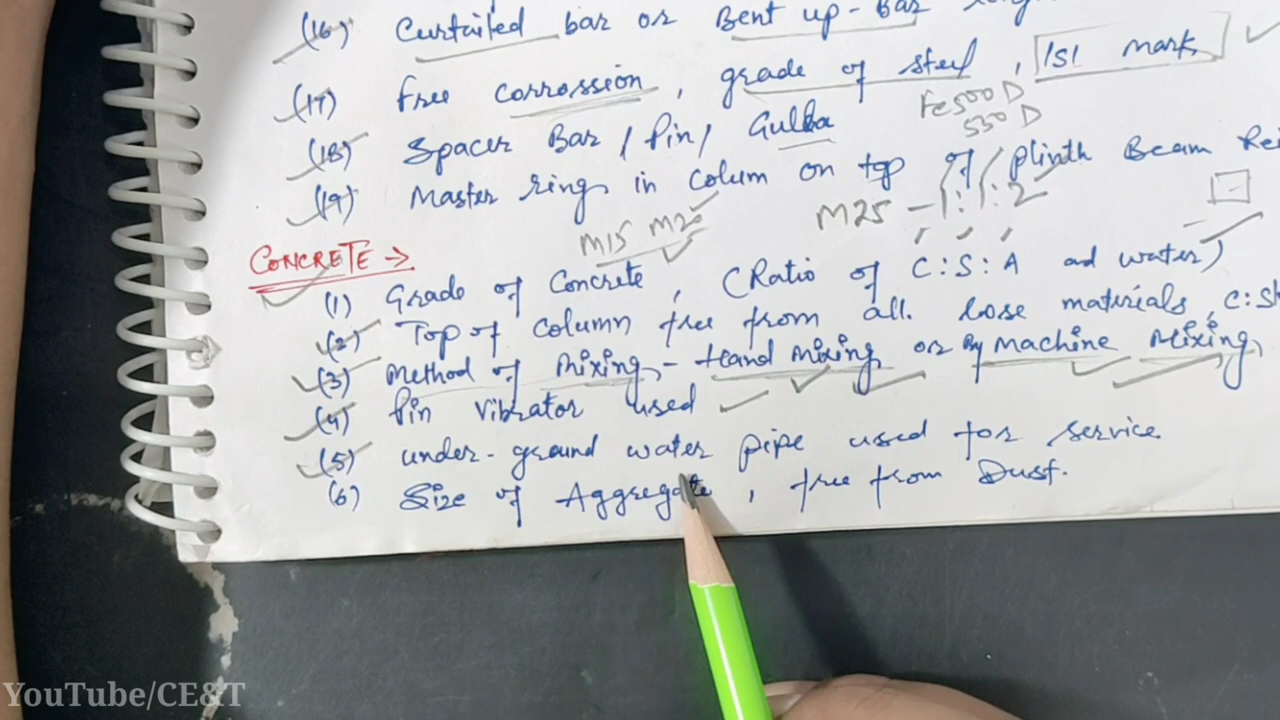 (16) Curtailed bar or Bent up-Bar
(17) free corrossion, grade of steel, ISI mark
Fe500 D
550 D
(18) Spacer Bar / Pin / Gulla
(19) Master ring in Colum on top of plinth Beam
M15 M20
M25 - 1:1:2
CONCRETE →
(1) Grade of Concrete, (Ratio of C:S:A ad water)
(2) Top of column free from all lose materials, C:
(3) Method of Mixing - Hand mixing or By Machine Mixing,
(4) Pin vibrator used
(5) under-ground water pipe used for service
(6) Size of Aggregate, free from Dust.
YouTube/CE&T